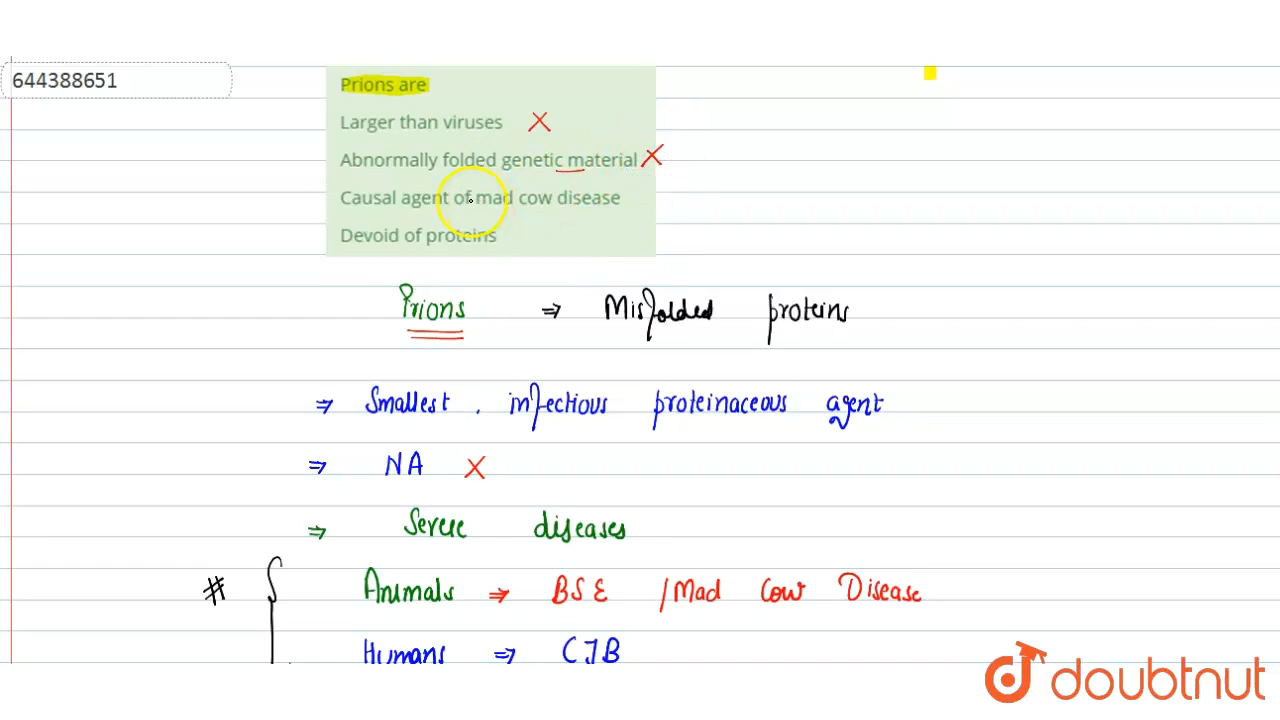 644388651
Prions are
Larger than viruses X
Abnormally folded genetic material X
Causal agent of mad cow disease
Devoid of proteins
Prions ⇒ Misfolded proteins
⇒ Smallest . infectious proteinaceous agent
⇒ NA X
⇒ Severe diseases
# { Animals ⇒ BSE / Mad Cow Disease
Humans ⇒ CJB
doubtnut